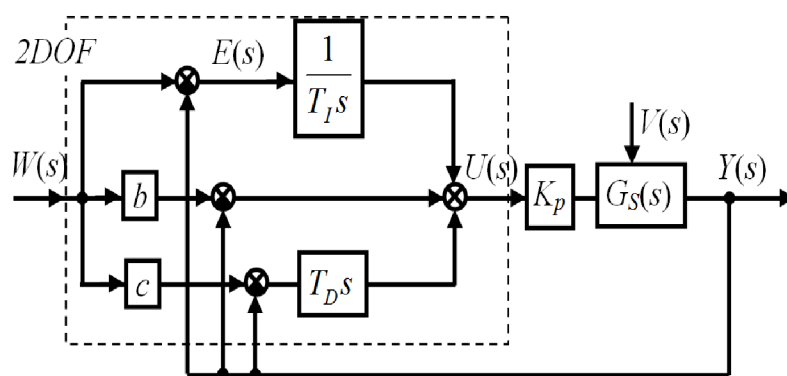 2DOF
E(s)
1
T_I s
V(s)
W(s)
b
U(s)
K_p
G_S(s)
Y(s)
c
T_D s